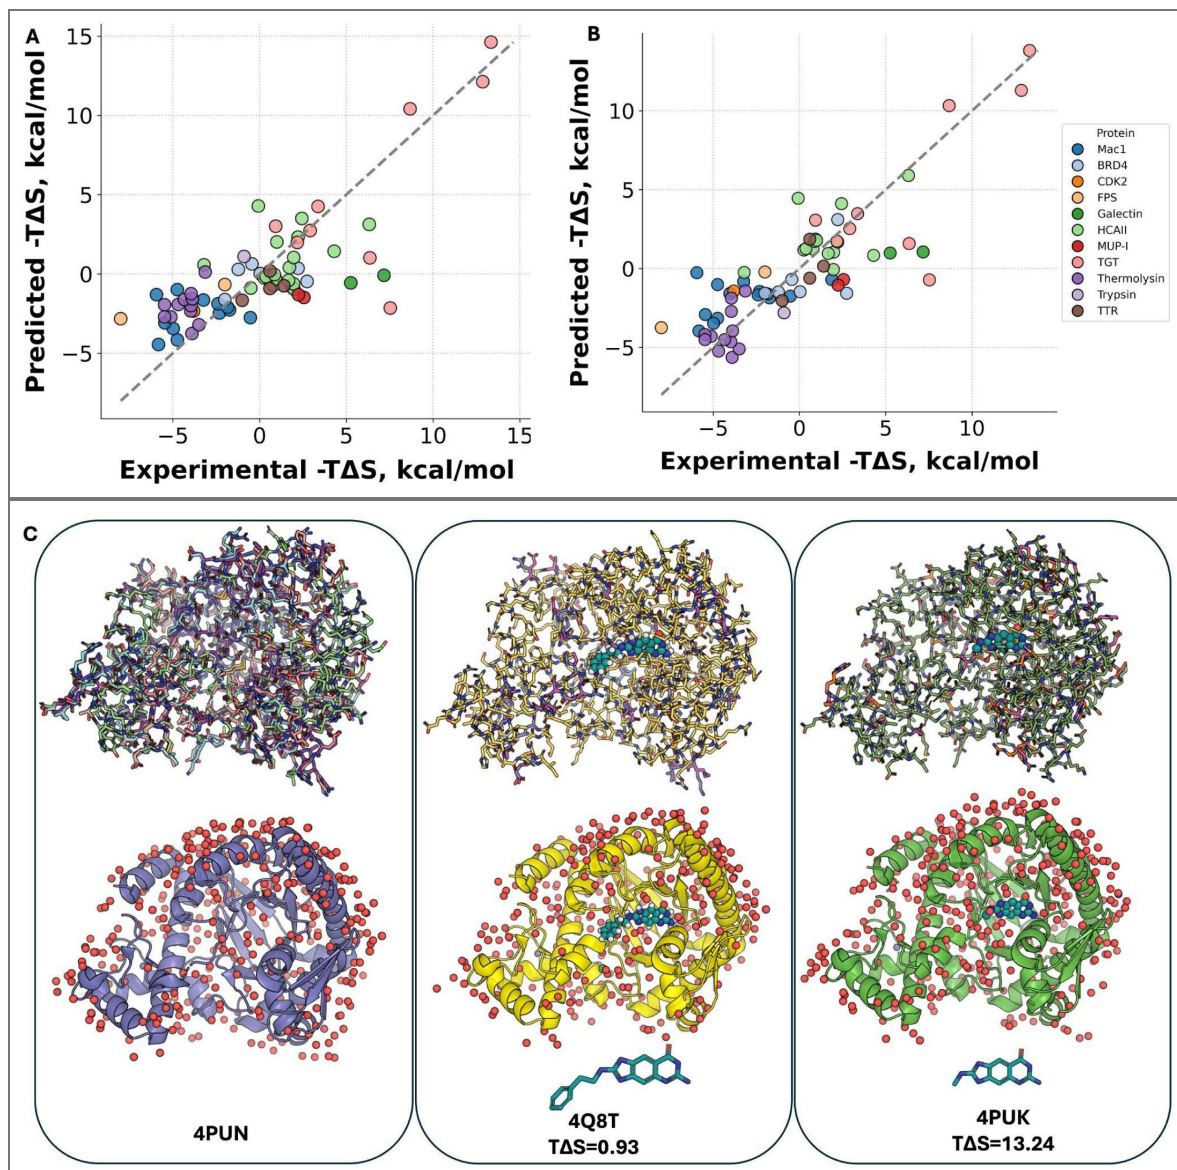 A
15
10
5
0
−5
Predicted -TΔS, kcal/mol
−5
0
5
10
15
Experimental -TΔS, kcal/mol
B
10
5
0
−5
Predicted -TΔS, kcal/mol
−5
0
5
10
Experimental -TΔS, kcal/mol
Protein
Mac1
BRD4
CDK2
FPS
Galectin
HCAII
MUP-I
TGT
Thermolysin
Trypsin
TTR
C
4PUN
4Q8T
TΔS=0.93
4PUK
TΔS=13.24